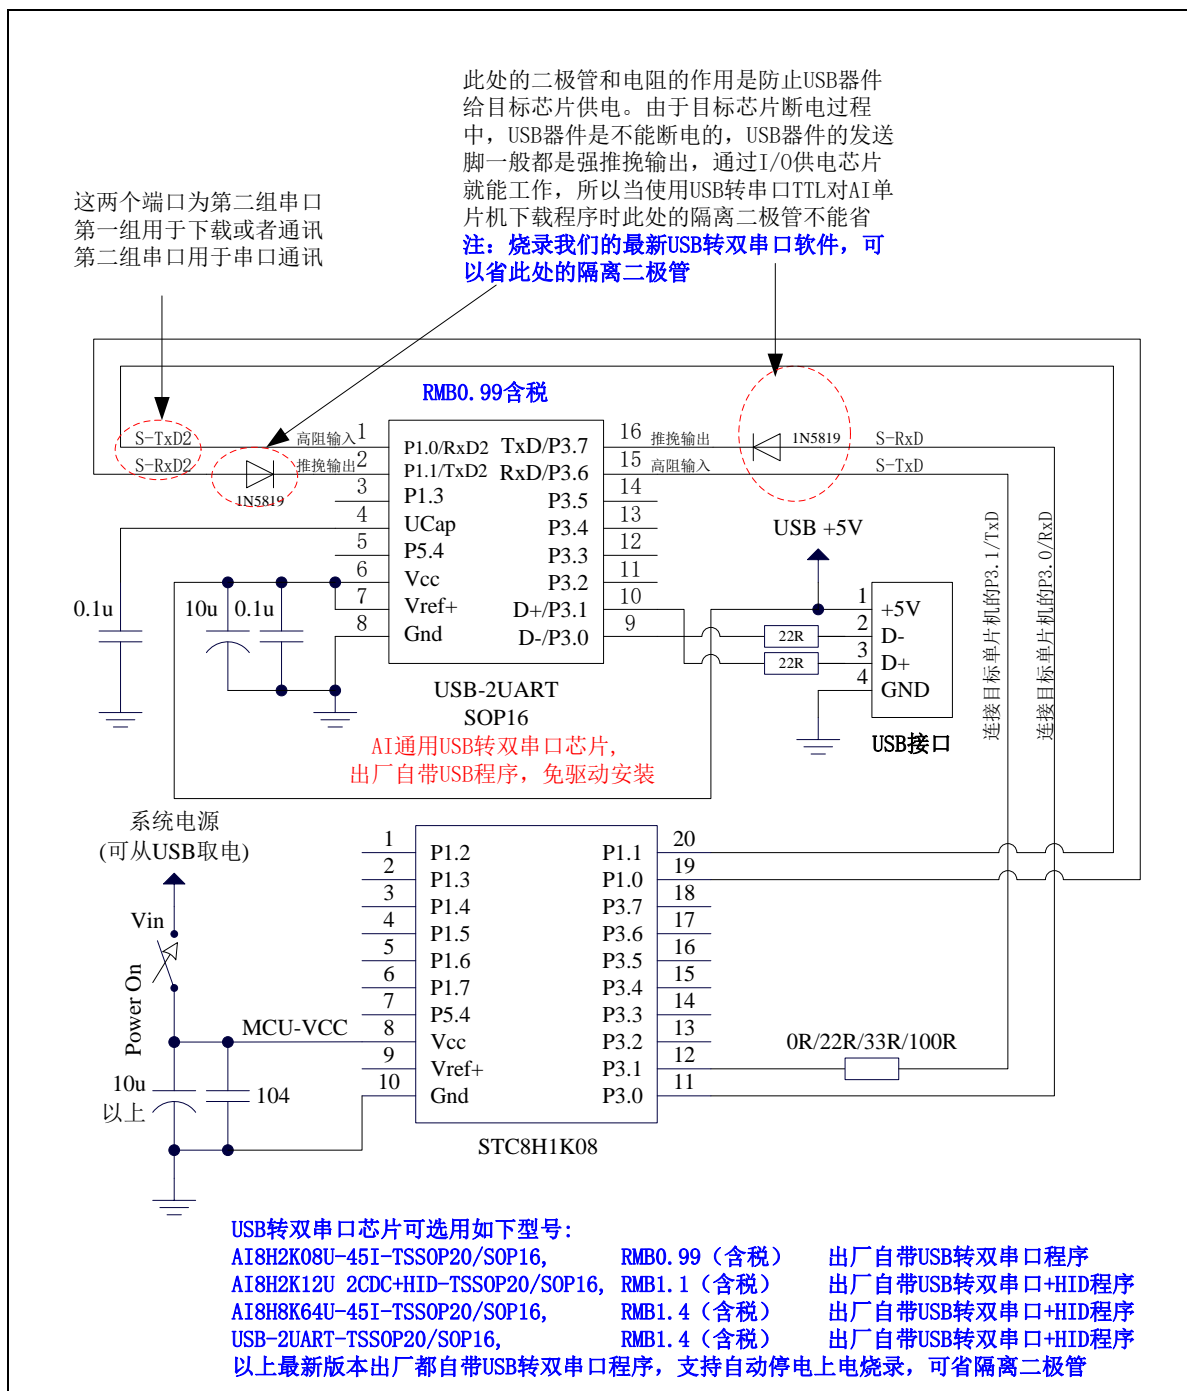 此处的二极管和电阻的作用是防止USB器件
给目标芯片供电。由于目标芯片断电过程
中，USB器件是不能断电的，USB器件的发送
脚一般都是强推挽输出，通过I/O供电芯片
就能工作，所以当使用USB转串口TTL对AI单
片机下载程序时此处的隔离二极管不能省
注：烧录我们的最新USB转双串口软件，可
以省此处的隔离二极管
这两个端口为第二组串口
第一组用于下载或者通讯
第二组串口用于串口通讯
RMB0.99含税
S-TxD2 高阻输入 1 P1.0/RxD2 TxD/P3.7 16 推挽输出 1N5819 S-RxD
S-RxD2 1N5819 推挽输出 2 P1.1/TxD2 RxD/P3.6 15 高阻输入 S-TxD
3 P1.3 P3.5 14
4 UCap P3.4 13
5 P5.4 P3.3 12
6 Vcc P3.2 11
7 Vref+ D+/P3.1 10
8 Gnd D-/P3.0 9
0.1u 10u 0.1u
USB-2UART
SOP16
AI通用USB转双串口芯片,
出厂自带USB程序，免驱动安装
USB +5V
1 +5V
22R 2 D-
22R 3 D+
4 GND
USB接口
连接目标单片机的P3.1/TxD
连接目标单片机的P3.0/RxD
系统电源
(可从USB取电)
Vin
Power On
MCU-VCC
10u
以上
104
1 P1.2 P1.1 20
2 P1.3 P1.0 19
3 P1.4 P3.7 18
4 P1.5 P3.6 17
5 P1.6 P3.5 16
6 P1.7 P3.4 15
7 P5.4 P3.3 14
8 Vcc P3.2 13
9 Vref+ P3.1 12
10 Gnd P3.0 11
0R/22R/33R/100R
STC8H1K08
USB转双串口芯片可选用如下型号:
AI8H2K08U-45I-TSSOP20/SOP16, RMB0.99（含税） 出厂自带USB转双串口程序
AI8H2K12U 2CDC+HID-TSSOP20/SOP16, RMB1.1（含税） 出厂自带USB转双串口+HID程序
AI8H8K64U-45I-TSSOP20/SOP16, RMB1.4（含税） 出厂自带USB转双串口+HID程序
USB-2UART-TSSOP20/SOP16, RMB1.4（含税） 出厂自带USB转双串口+HID程序
以上最新版本出厂都自带USB转双串口程序，支持自动停电上电烧录，可省隔离二极管